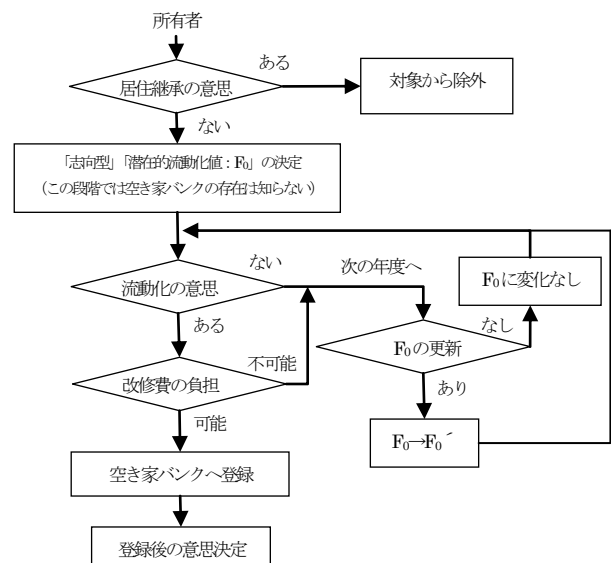 所有者
居住継承の意思
ある
対象から除外
ない
「志向型」「潜在的流動化値：F₀」の決定
（この段階では空き家バンクの存在は知らない）
流動化の意思
ない
次の年度へ
F₀に変化なし
ある
F₀の更新
なし
改修費の負担
不可能
あり
可能
F₀→F₀´
空き家バンクへ登録
登録後の意思決定